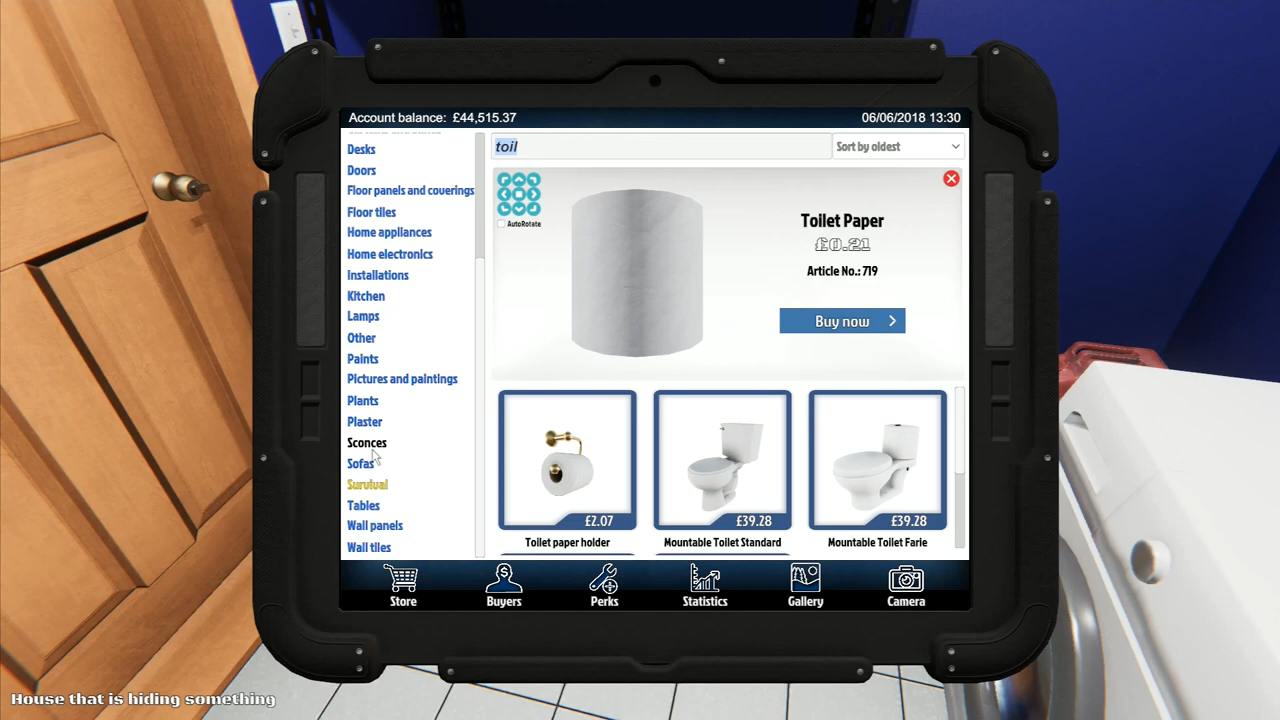 Account balance: £44,515.37
06/06/2018 13:30
Desks
Doors
Floor panels and coverings
Floor tiles
Home appliances
Home electronics
Installations
Kitchen
Lamps
Other
Paints
Pictures and paintings
Plants
Plaster
Sconces
Sofas
Survival
Tables
Wall panels
Wall tiles
toil
Sort by oldest
AutoRotate
Toilet Paper
£0.21
Article No.: 719
Buy now
£2.07
£39.28
£39.28
Toilet paper holder
Mountable Toilet Standard
Mountable Toilet Farie
Store
Buyers
Perks
Statistics
Gallery
Camera
House that is hiding something